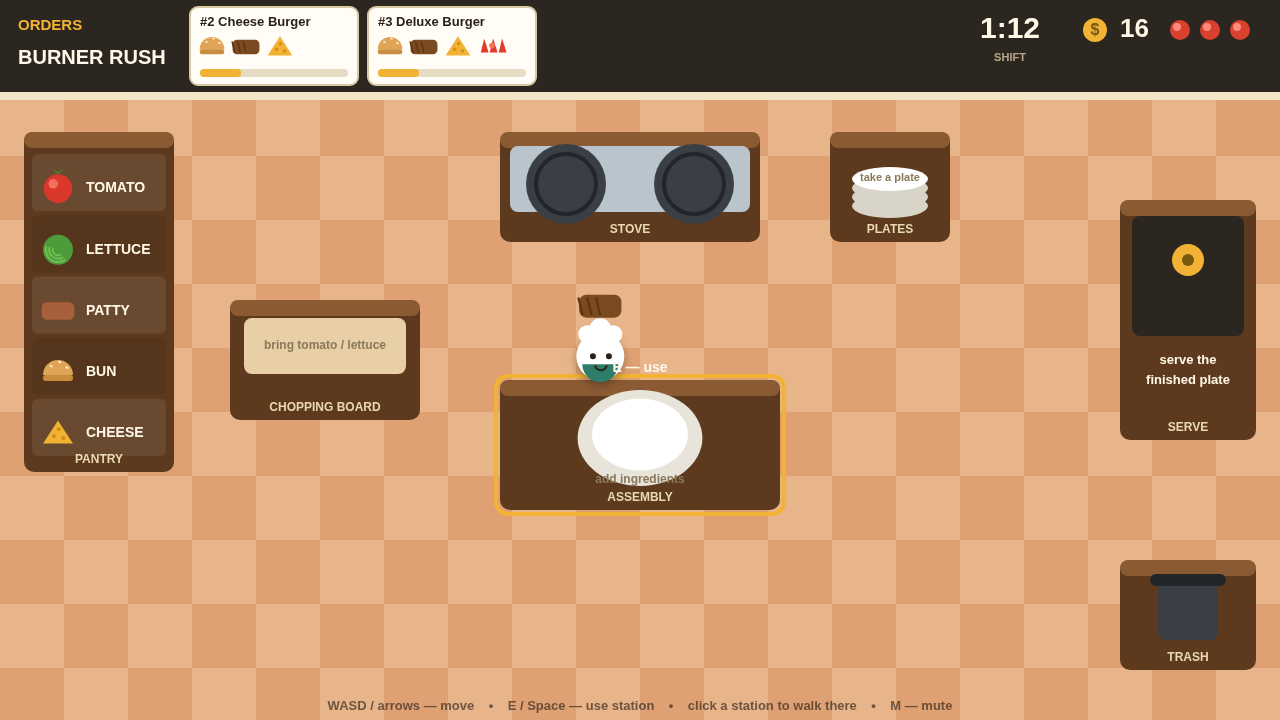 ORDERS
BURNER RUSH
#2 Cheese Burger
#3 Deluxe Burger
1:12
SHIFT
$ 16
TOMATO
LETTUCE
PATTY
BUN
CHEESE
PANTRY
bring tomato / lettuce
CHOPPING BOARD
STOVE
take a plate
PLATES
E — use
add ingredients
ASSEMBLY
serve the
finished plate
SERVE
TRASH
WASD / arrows — move • E / Space — use station • click a station to walk there • M — mute